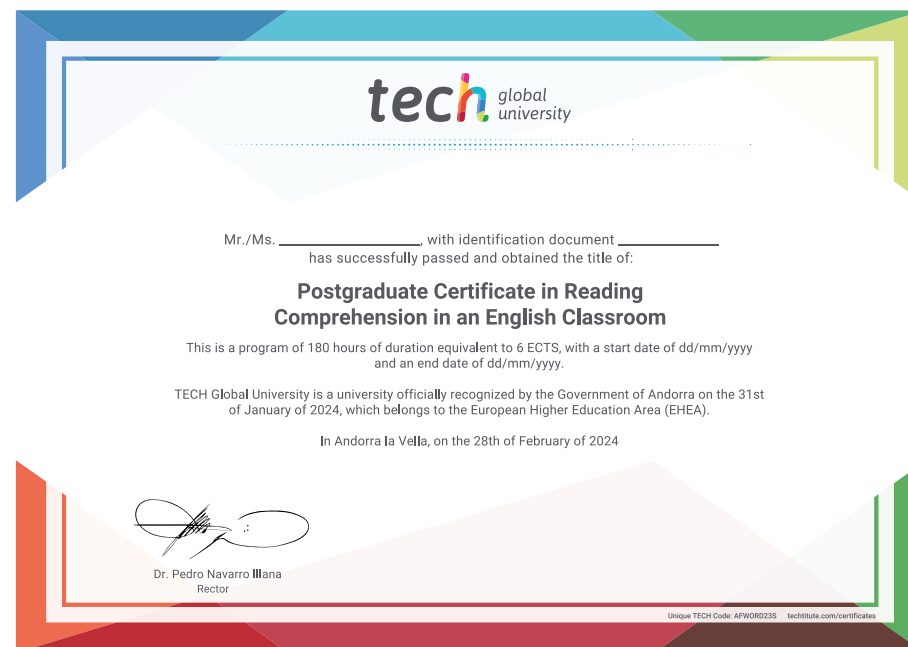 tech global
university
Mr./Ms. ____________________, with identification document ______________
has successfully passed and obtained the title of:
Postgraduate Certificate in Reading
Comprehension in an English Classroom
This is a program of 180 hours of duration equivalent to 6 ECTS, with a start date of dd/mm/yyyy
and an end date of dd/mm/yyyy.
TECH Global University is a university officially recognized by the Government of Andorra on the 31st
of January of 2024, which belongs to the European Higher Education Area (EHEA).
In Andorra la Vella, on the 28th of February of 2024
Dr. Pedro Navarro Illana
Rector
Unique TECH Code: AFWORD23S techtitute.com/certificates